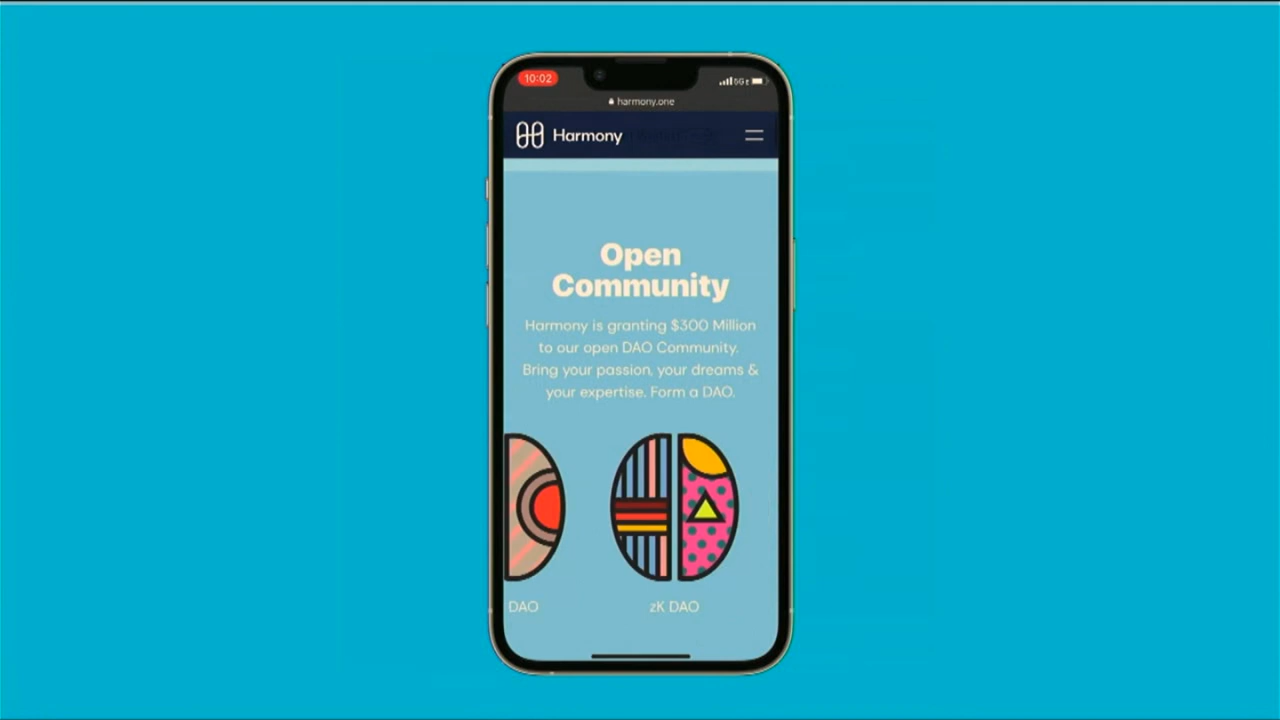 10:02
5G E
harmony.one
Harmony
Open
Community
Harmony is granting $300 Million
to our open DAO Community.
Bring your passion, your dreams &
your expertise. Form a DAO.
DAO
zK DAO